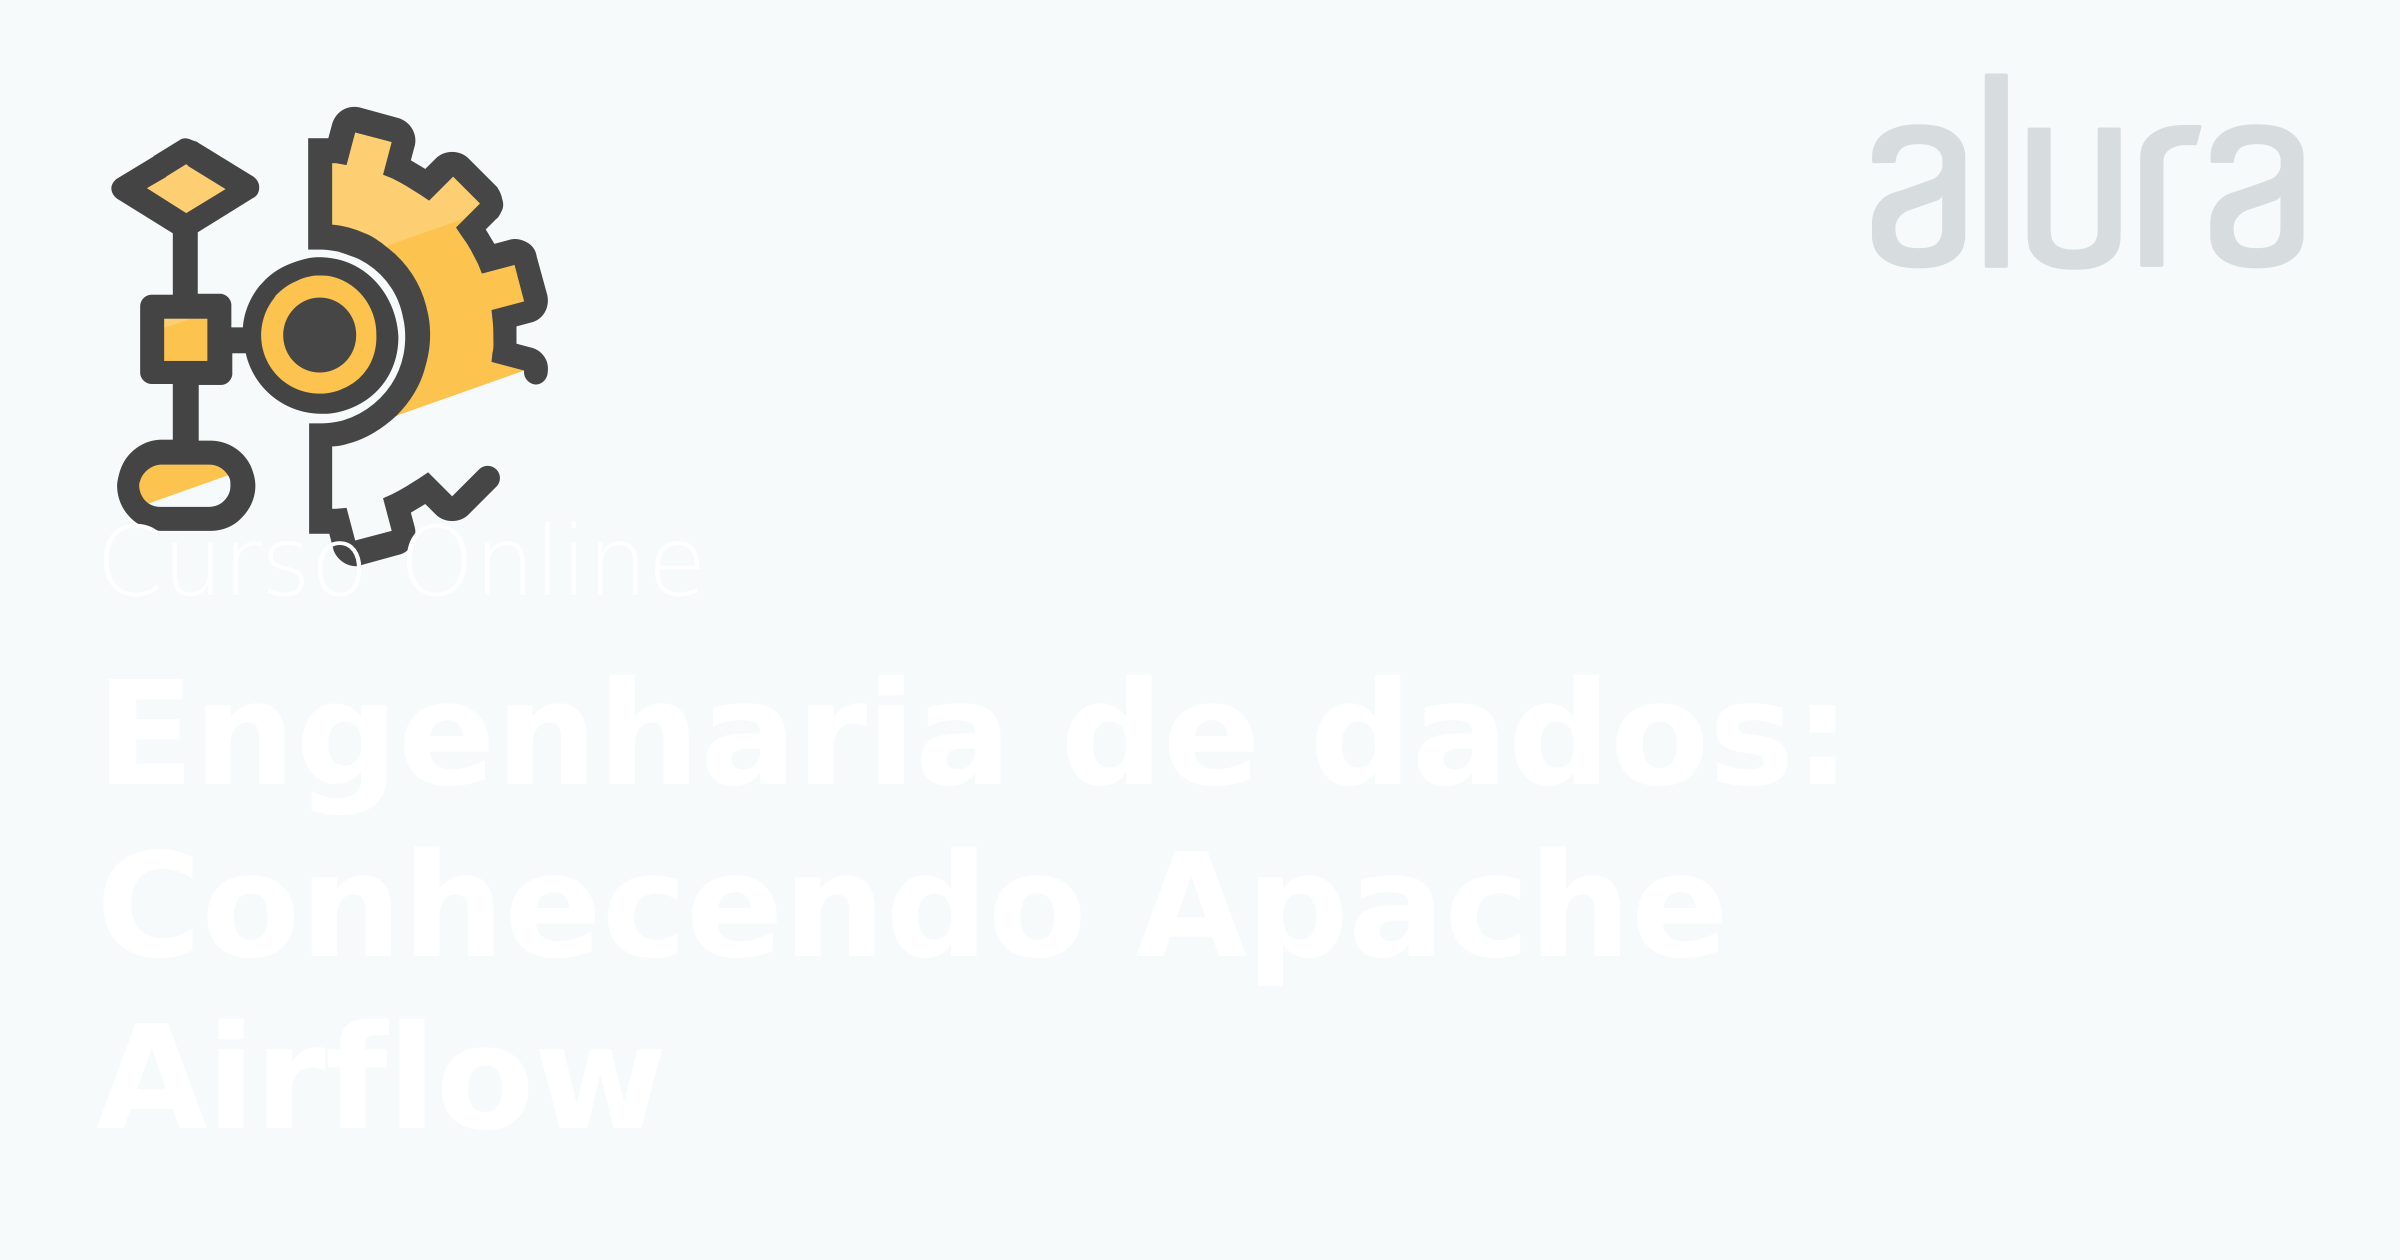 alura
Curso Online
Engenharia de dados:
Conhecendo Apache
Airflow